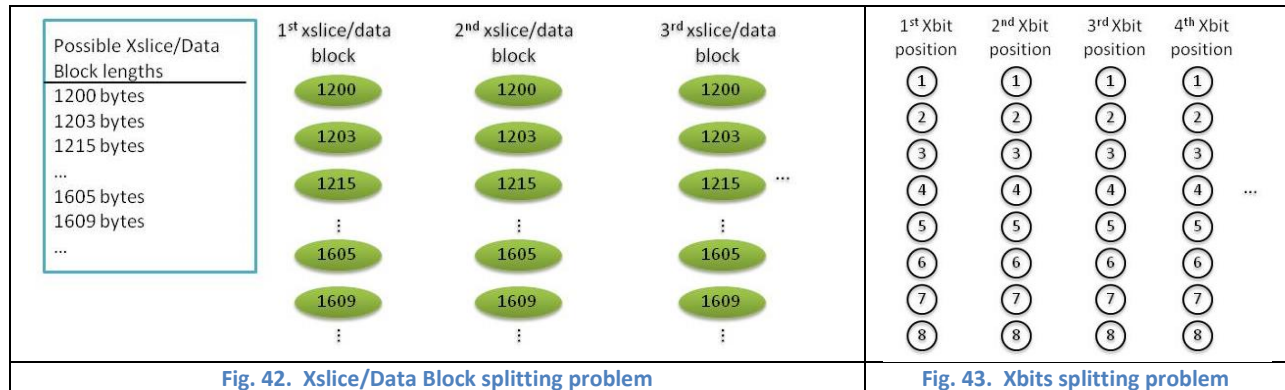 Possible Xslice/Data
Block lengths
1200 bytes
1203 bytes
1215 bytes
...
1605 bytes
1609 bytes
...
1st xslice/data
block
1200
1203
1215
⋮
1605
1609
⋮
2nd xslice/data
block
1200
1203
1215
⋮
1605
1609
⋮
3rd xslice/data
block
1200
1203
1215
⋮
1605
1609
⋮
...
Fig. 42. Xslice/Data Block splitting problem
1st Xbit
position
1
2
3
4
5
6
7
8
2nd Xbit
position
1
2
3
4
5
6
7
8
3rd Xbit
position
1
2
3
4
5
6
7
8
4th Xbit
position
1
2
3
4
5
6
7
8
...
Fig. 43. Xbits splitting problem